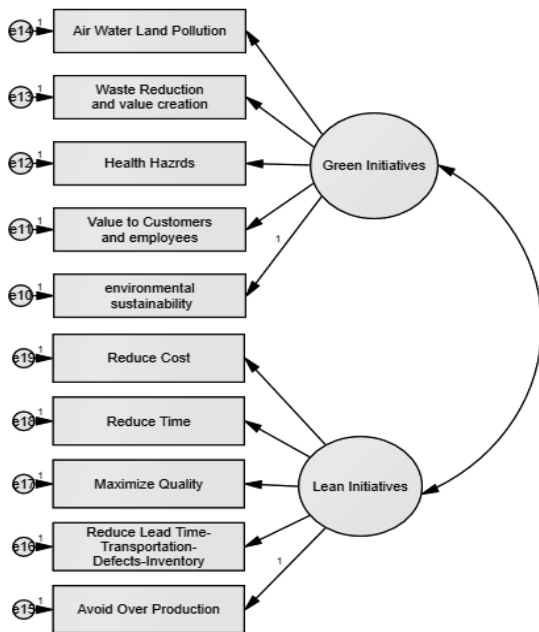 e14
1
Air Water Land Pollution
e13
1
Waste Reduction
and value creation
e12
1
Health Hazrds
Green Initiatives
e11
1
Value to Customers
and employees
1
e10
1
environmental
sustainability
e19
1
Reduce Cost
e18
1
Reduce Time
e17
1
Maximize Quality
Lean Initiatives
e16
1
Reduce Lead Time-
Transportation-
Defects-Inventory
1
e15
1
Avoid Over Production